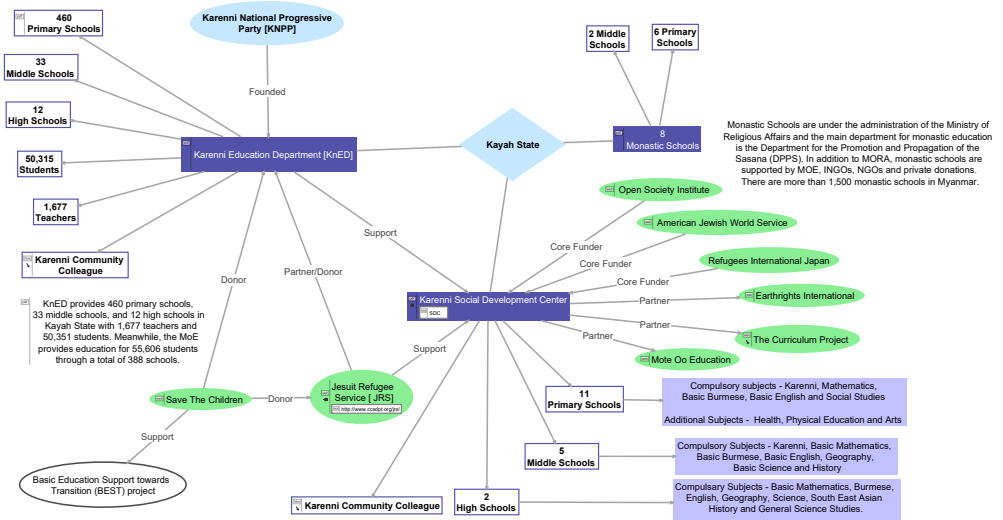 460
Primary Schools
33
Middle Schools
12
High Schools
50,315
Students
1,677
Teachers
Karenni Community
Colleague
Karenni National Progressive
Party [KNPP]
Founded
Karenni Education Department [KnED]
Kayah State
2 Middle
Schools
6 Primary
Schools
8
Monastic Schools
Monastic Schools are under the administration of the Ministry of
Religious Affairs and the main department for monastic education
is the Department for the Promotion and Propagation of the
Sasana (DPPS). In addition to MORA, monastic schools are
supported by MOE, INGOs, NGOs and private donations.
There are more than 1,500 monastic schools in Myanmar.
Support
Donor
Partner/Donor
Open Society Institute
American Jewish World Service
Refugees International Japan
Earthrights International
The Curriculum Project
Mote Oo Education
Core Funder
Core Funder
Core Funder
Partner
Partner
Partner
Karenni Social Development Center
SDC
KnED provides 460 primary schools,
33 middle schools, and 12 high schools in
Kayah State with 1,677 teachers and
50,351 students. Meanwhile, the MoE
provides education for 55,606 students
through a total of 388 schools.
Support
Save The Children
Donor
Jesuit Refugee
Service [ JRS]
http://www.ccsdpt.org/jrs/
Support
Basic Education Support towards
Transition (BEST) project
11
Primary Schools
Compulsory subjects - Karenni, Mathematics,
Basic Burmese, Basic English and Social Studies
Additional Subjects - Health, Physical Education and Arts
5
Middle Schools
Compulsory Subjects - Karenni, Basic Mathematics,
Basic Burmese, Basic English, Geography,
Basic Science and History
2
High Schools
Compulsary Subjects - Basic Mathematics, Burmese,
English, Geography, Science, South East Asian
History and General Science Studies.
Karenni Community Colleague